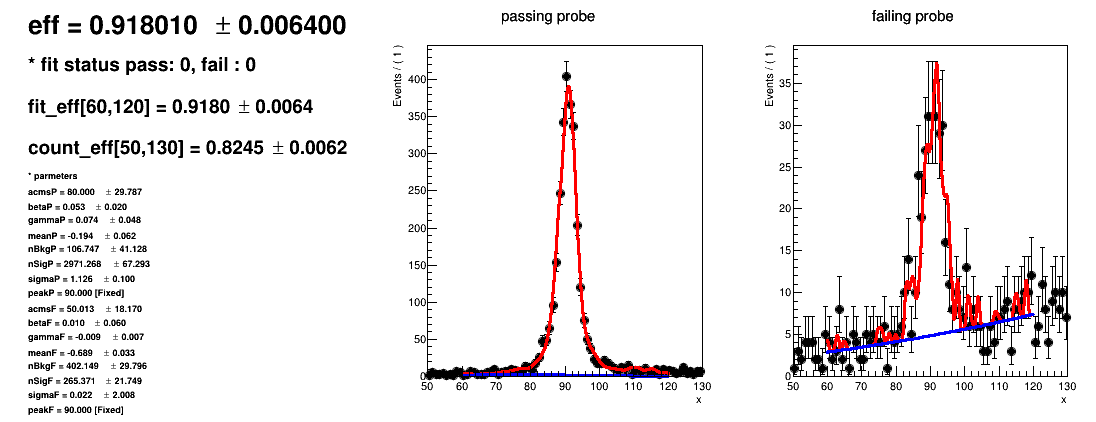 eff = 0.918010 ± 0.006400
* fit status pass: 0, fail : 0
fit_eff[60,120] = 0.9180 ± 0.0064
count_eff[50,130] = 0.8245 ± 0.0062
* parmeters
acmsP = 80.000 ± 29.787
betaP = 0.053 ± 0.020
gammaP = 0.074 ± 0.048
meanP = -0.194 ± 0.062
nBkgP = 106.747 ± 41.128
nSigP = 2971.268 ± 67.293
sigmaP = 1.126 ± 0.100
peakP = 90.000 [Fixed]
acmsF = 50.013 ± 18.170
betaF = 0.010 ± 0.060
gammaF = -0.009 ± 0.007
meanF = -0.689 ± 0.033
nBkgF = 402.149 ± 29.796
nSigF = 265.371 ± 21.749
sigmaF = 0.022 ± 2.008
peakF = 90.000 [Fixed]
passing probe
Events / ( 1 )
400
350
300
250
200
150
100
50
0
50 60 70 80 90 100 110 120 130
x
failing probe
Events / ( 1 )
35
30
25
20
15
10
5
0
50 60 70 80 90 100 110 120 130
x